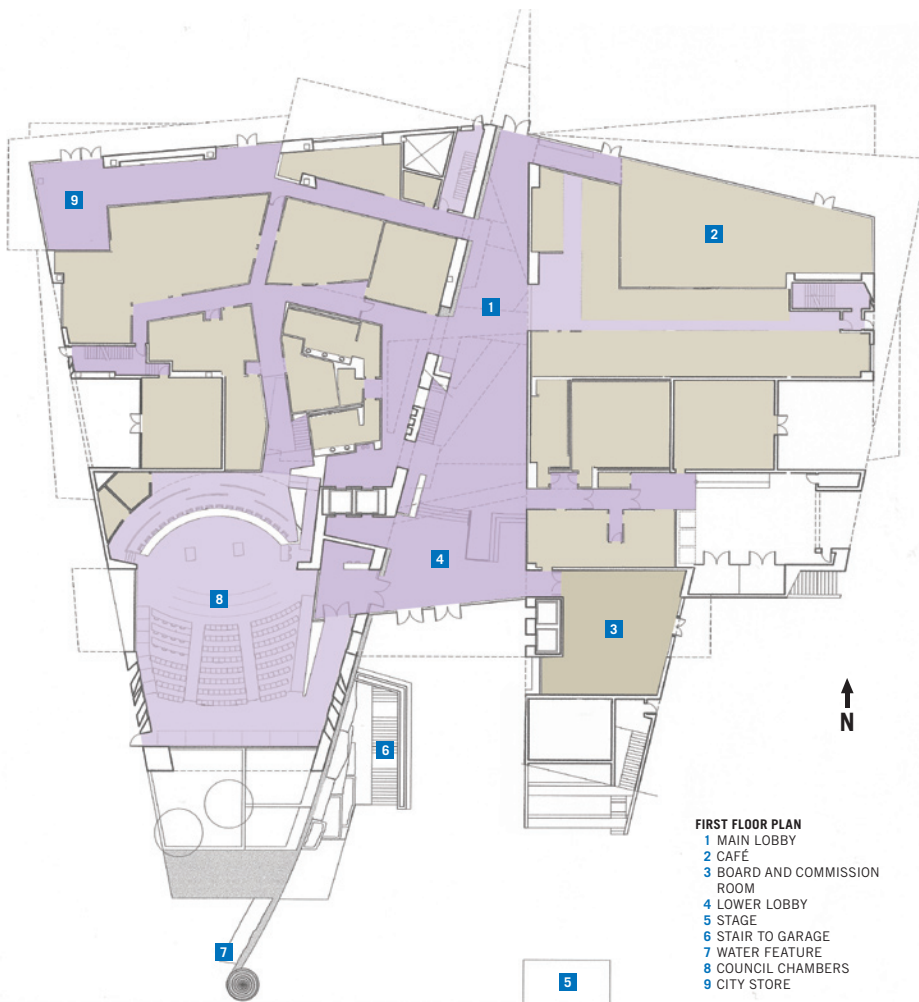 9
2
1
4
8
3
N
6
7
5
FIRST FLOOR PLAN
1 MAIN LOBBY
2 CAFÉ
3 BOARD AND COMMISSION
ROOM
4 LOWER LOBBY
5 STAGE
6 STAIR TO GARAGE
7 WATER FEATURE
8 COUNCIL CHAMBERS
9 CITY STORE